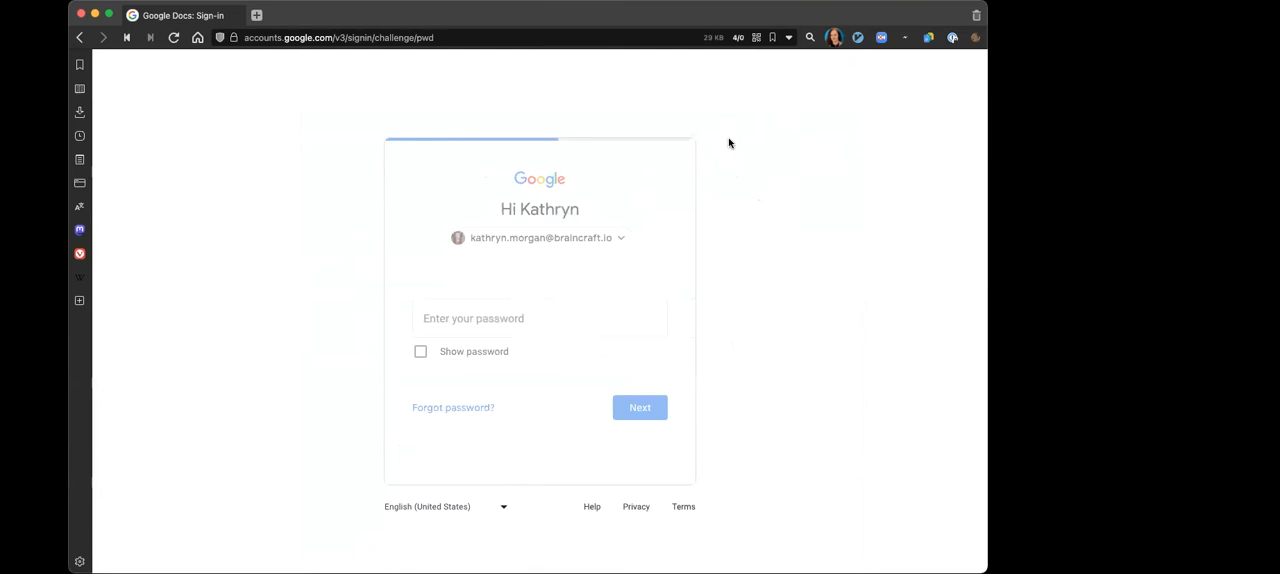 Google Docs: Sign-in
accounts.google.com/v3/signin/challenge/pwd
29 KB
4/0
Google
Hi Kathryn
kathryn.morgan@braincraft.io
Enter your password
Show password
Forgot password?
Next
English (United States)
Help
Privacy
Terms